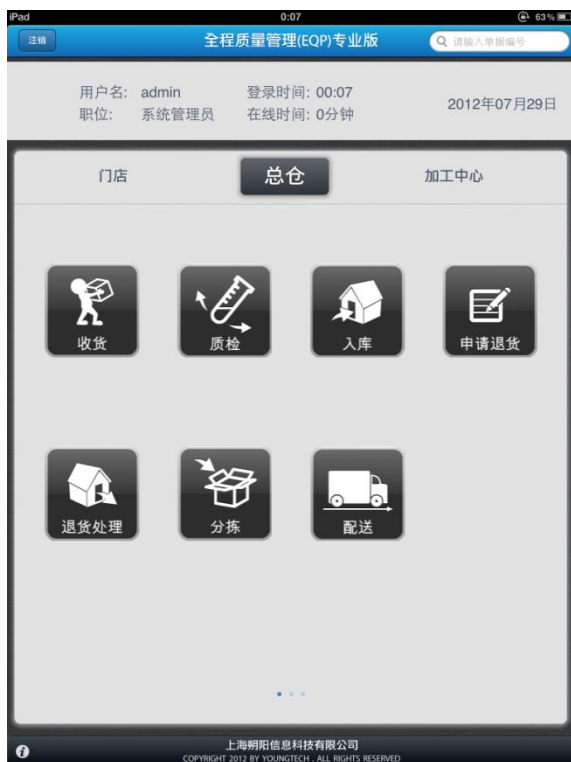 iPad 0:07 63%
注销 全程质量管理(EQP)专业版 请输入单据编号
用户名: admin 登录时间: 00:07
职位: 系统管理员 在线时间: 0分钟
2012年07月29日
门店 总仓 加工中心
收货 质检 入库 申请退货
退货处理 分拣 配送
上海朔阳信息科技有限公司
COPYRIGHT 2012 BY YOUNGTECH . ALL RIGHTS RESERVED